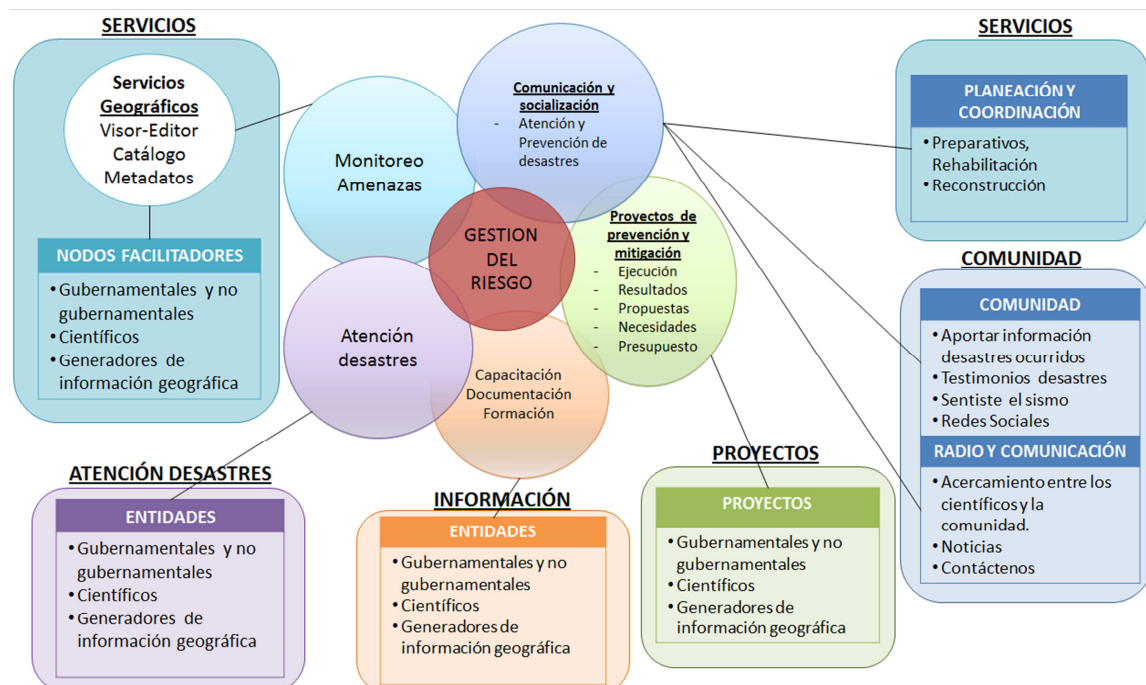 SERVICIOS
Servicios
Geográficos
Visor-Editor
Catálogo
Metadatos
NODOS FACILITADORES
• Gubernamentales y no
gubernamentales
• Científicos
• Generadores de
información geográfica
Monitoreo
Amenazas
Comunicación y
socialización
- Atención y
Prevención de
desastres
GESTION
DEL
RIESGO
Proyectos de
prevención y
mitigación
- Ejecución
- Resultados
- Propuestas
- Necesidades
- Presupuesto
Atención
desastres
Capacitación
Documentación
Formación
SERVICIOS
PLANEACIÓN Y
COORDINACIÓN
• Preparativos,
Rehabilitación
• Reconstrucción
COMUNIDAD
COMUNIDAD
• Aportar información
desastres ocurridos
• Testimonios desastres
• Sentiste el sismo
• Redes Sociales
RADIO Y COMUNICACIÓN
• Acercamiento entre los
científicos y la
comunidad.
• Noticias
• Contáctenos
ATENCIÓN DESASTRES
ENTIDADES
• Gubernamentales y no
gubernamentales
• Científicos
• Generadores de
información geográfica
INFORMACIÓN
ENTIDADES
• Gubernamentales y no
gubernamentales
• Científicos
• Generadores de
información geográfica
PROYECTOS
PROYECTOS
• Gubernamentales y no
gubernamentales
• Científicos
• Generadores de
información geográfica